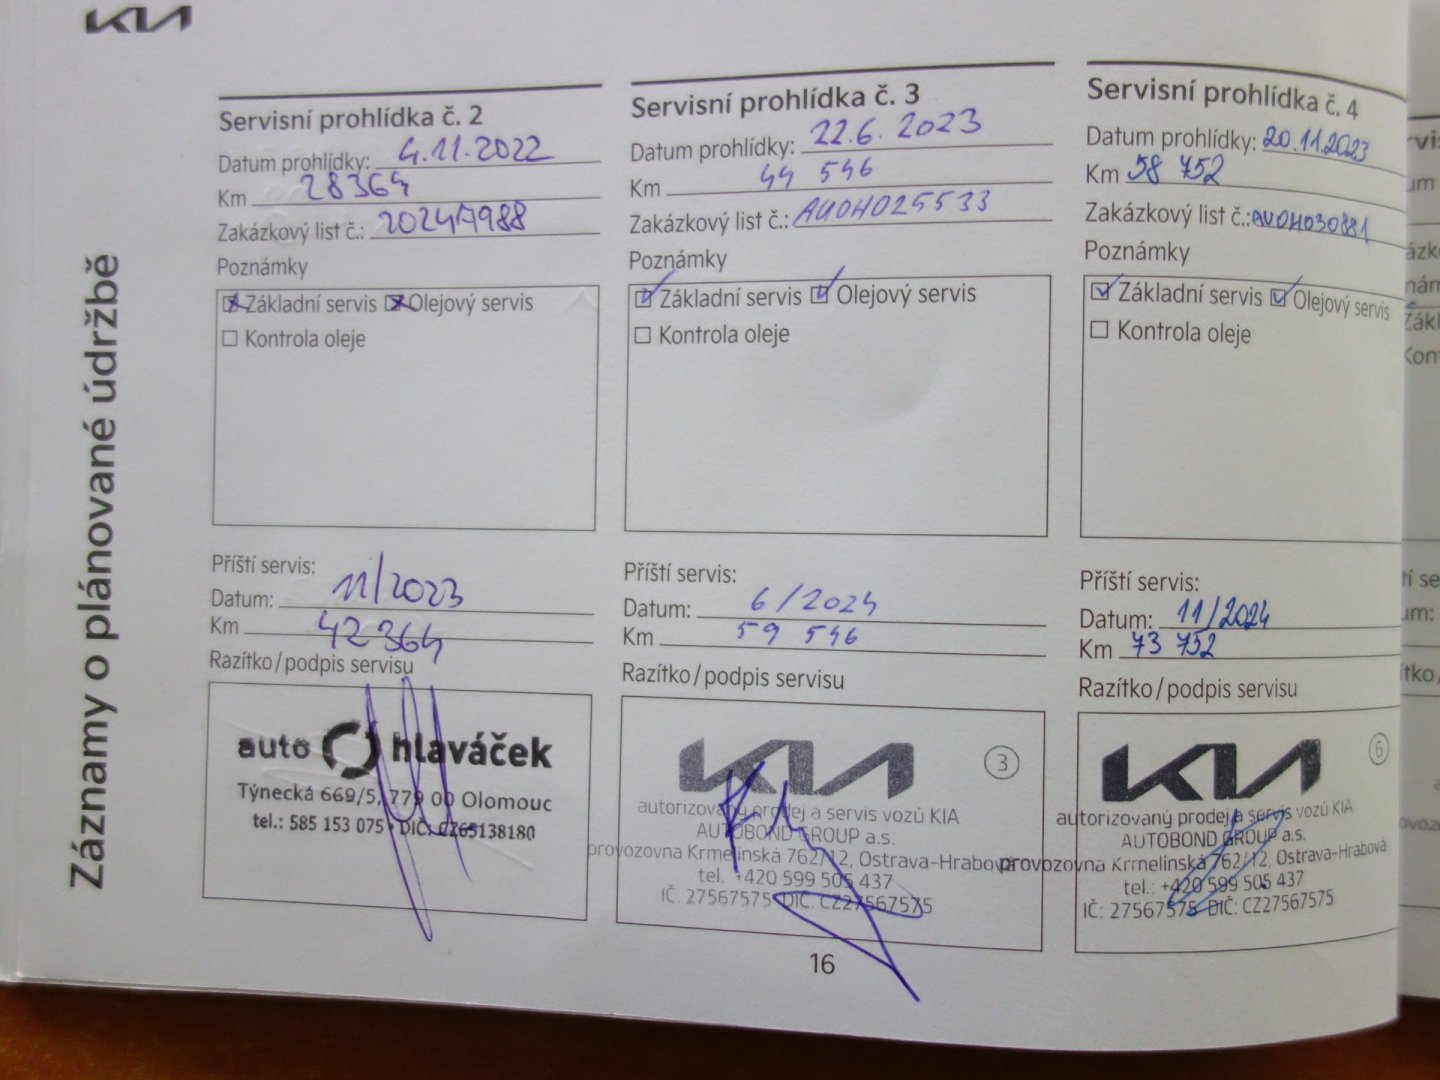 KIA
Záznamy o plánované údržbě
Servisní prohlídka č. 2
Datum prohlídky: 4.11.2022
Km 28364
Zakázkový list č.: 202447988
Poznámky
Základní servis Olejový servis
Kontrola oleje
Příští servis:
Datum: 11/2023
Km 42364
Razítko/podpis servisu
auto hlaváček
Týnecká 669/5, 779 00 Olomouc
tel.: 585 153 075 • DIČ: CZ65138180
Servisní prohlídka č. 3
Datum prohlídky: 22.6. 2023
Km 44 546
Zakázkový list č.: AUOH025533
Poznámky
Základní servis Olejový servis
Kontrola oleje
Příští servis:
Datum: 6/2024
Km 59 546
Razítko/podpis servisu
KIA 3
autorizovaný prodej a servis vozů KIA
AUTOBOND GROUP a.s.
provozovna Krmelínská 762/12, Ostrava-Hrabová
tel. +420 599 505 437
IČ: 27567575 DIČ: CZ27567575
Servisní prohlídka č. 4
Datum prohlídky: 20.11.2023
Km 58 752
Zakázkový list č.: AUOH030881
Poznámky
Základní servis Olejový servis
Kontrola oleje
Příští servis:
Datum: 11/2024
Km 73 752
Razítko/podpis servisu
KIA 6
autorizovaný prodej a servis vozů KIA
AUTOBOND GROUP a.s.
provozovna Krmelínská 762/12, Ostrava-Hrabová
tel.: +420 599 505 437
IČ: 27567575 DIČ: CZ27567575
16